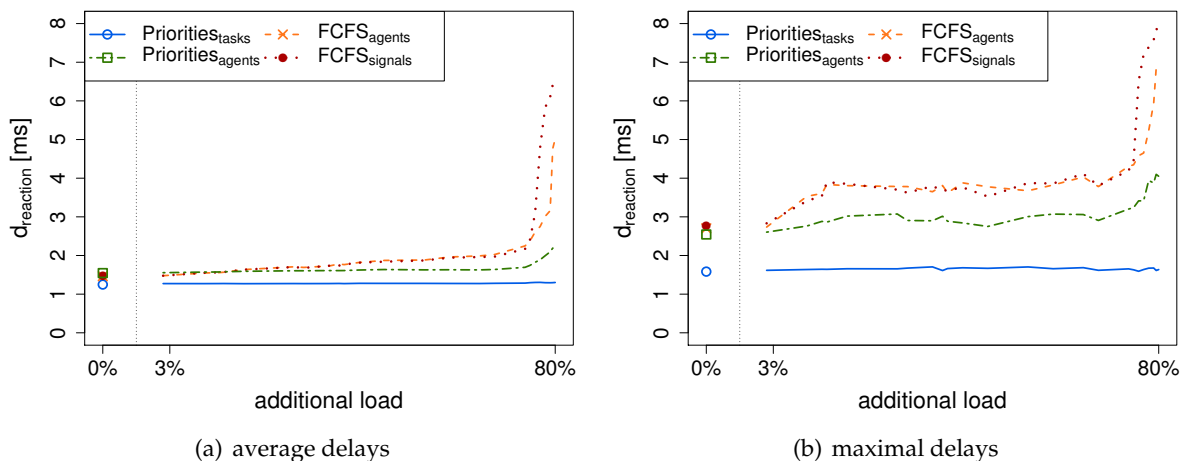 Priorities_tasks FCFS_agents
Priorities_agents FCFS_signals
d_reaction [ms]
8
7
6
5
4
3
2
1
0
0% 3% 80%
additional load
(a) average delays
Priorities_tasks FCFS_agents
Priorities_agents FCFS_signals
d_reaction [ms]
8
7
6
5
4
3
2
1
0
0% 3% 80%
additional load
(b) maximal delays